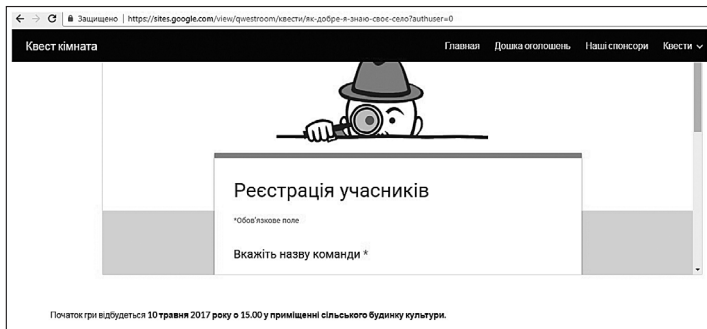 Защищено | https://sites.google.com/view/qwestroom/квести/як-добре-я-знаю-своє-село?authuser=0
Квест кімната Главная Дошка оголошень Наші спонсори Квести
Реєстрація учасників
*Обов'язкове поле
Вкажіть назву команди *
Початок гри відбудеться 10 травня 2017 року о 15.00 у приміщенні сільського будинку культури.